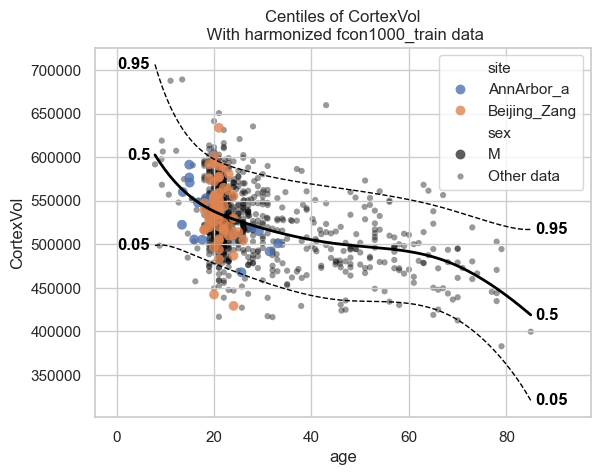 Centiles of CortexVol
With harmonized fcon1000_train data
CortexVol
700000
650000
600000
550000
500000
450000
400000
350000
0.95
0.5
0.05
site
AnnArbor_a
Beijing_Zang
sex
M
Other data
0.95
0.5
0.05
0
20
40
60
80
age